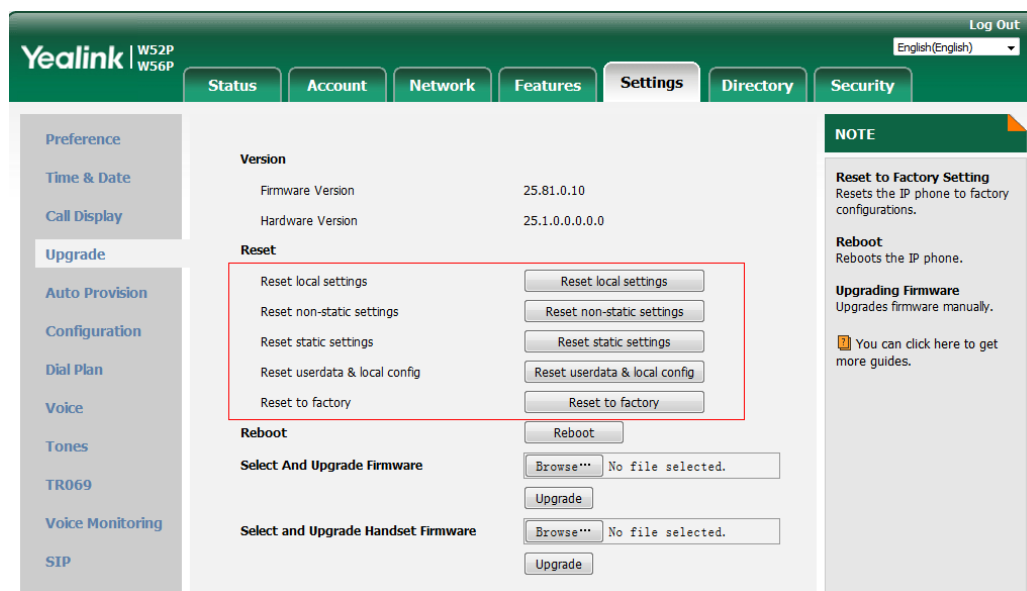 Log Out
Yealink W52P
W56P
English(English)
Status Account Network Features Settings Directory Security
Preference
Time & Date
Call Display
Upgrade
Auto Provision
Configuration
Dial Plan
Voice
Tones
TR069
Voice Monitoring
SIP
Version
Firmware Version 25.81.0.10
Hardware Version 25.1.0.0.0.0.0
Reset
Reset local settings Reset local settings
Reset non-static settings Reset non-static settings
Reset static settings Reset static settings
Reset userdata & local config Reset userdata & local config
Reset to factory Reset to factory
Reboot Reboot
Select And Upgrade Firmware Browse… No file selected.
Upgrade
Select and Upgrade Handset Firmware Browse… No file selected.
Upgrade
NOTE
Reset to Factory Setting
Resets the IP phone to factory
configurations.
Reboot
Reboots the IP phone.
Upgrading Firmware
Upgrades firmware manually.
? You can click here to get
more guides.